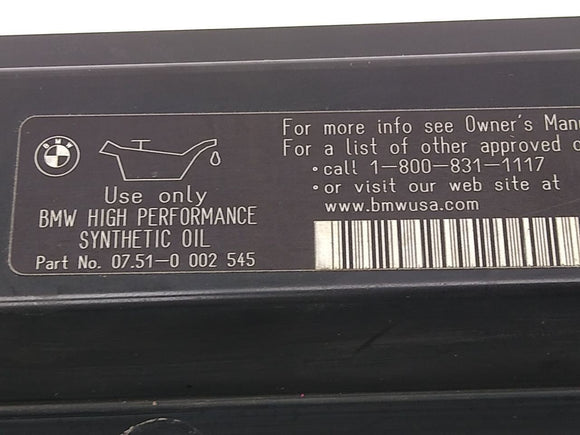 BMW
Use only
BMW HIGH PERFORMANCE
SYNTHETIC OIL
Part No. 07.51-0 002 545
For more info see Owner's
For a list of other approved
• call 1-800-831-1117
• or visit our web site at
www.bmwusa.com